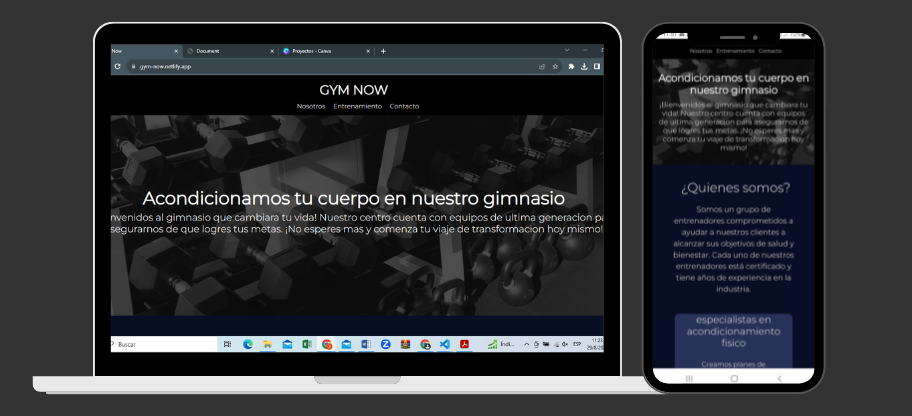 Now
Document
Proyectos - Canva
gym-now.netlify.app
GYM NOW
Nosotros Entrenamiento Contacto
Acondicionamos tu cuerpo en nuestro gimnasio
nvenidos al gimnasio que cambiara tu vida! Nuestro centro cuenta con equipos de ultima generacion pa
segurarnos de que logres tus metas. ¡No esperes mas y comenza tu viaje de transformacion hoy mismo!
Buscar
Indi...
ESP
Nosotros Entrenamiento Contacto
Acondicionamos tu cuerpo en
nuestro gimnasio
¡Bienvenidos al gimnasio que cambiara tu
vida! Nuestro centro cuenta con equipos
de ultima generacion para asegurarnos de
que logres tus metas. ¡No esperes mas y
comenza tu viaje de transformacion hoy
mismo!
¿Quienes somos?
Somos un grupo de
entrenadores comprometidos a
ayudar a nuestros clientes a
alcanzar sus objetivos de salud y
bienestar. Cada uno de nuestros
entrenadores está certificado y
tiene años de experiencia en la
industria.
especialistas en
acondicionamiento
fisico
Creamos planes de